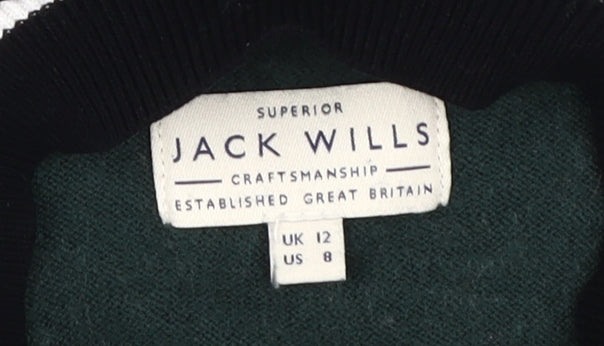 SUPERIOR
JACK WILLS
CRAFTSMANSHIP
ESTABLISHED GREAT BRITAIN
UK 12
US 8